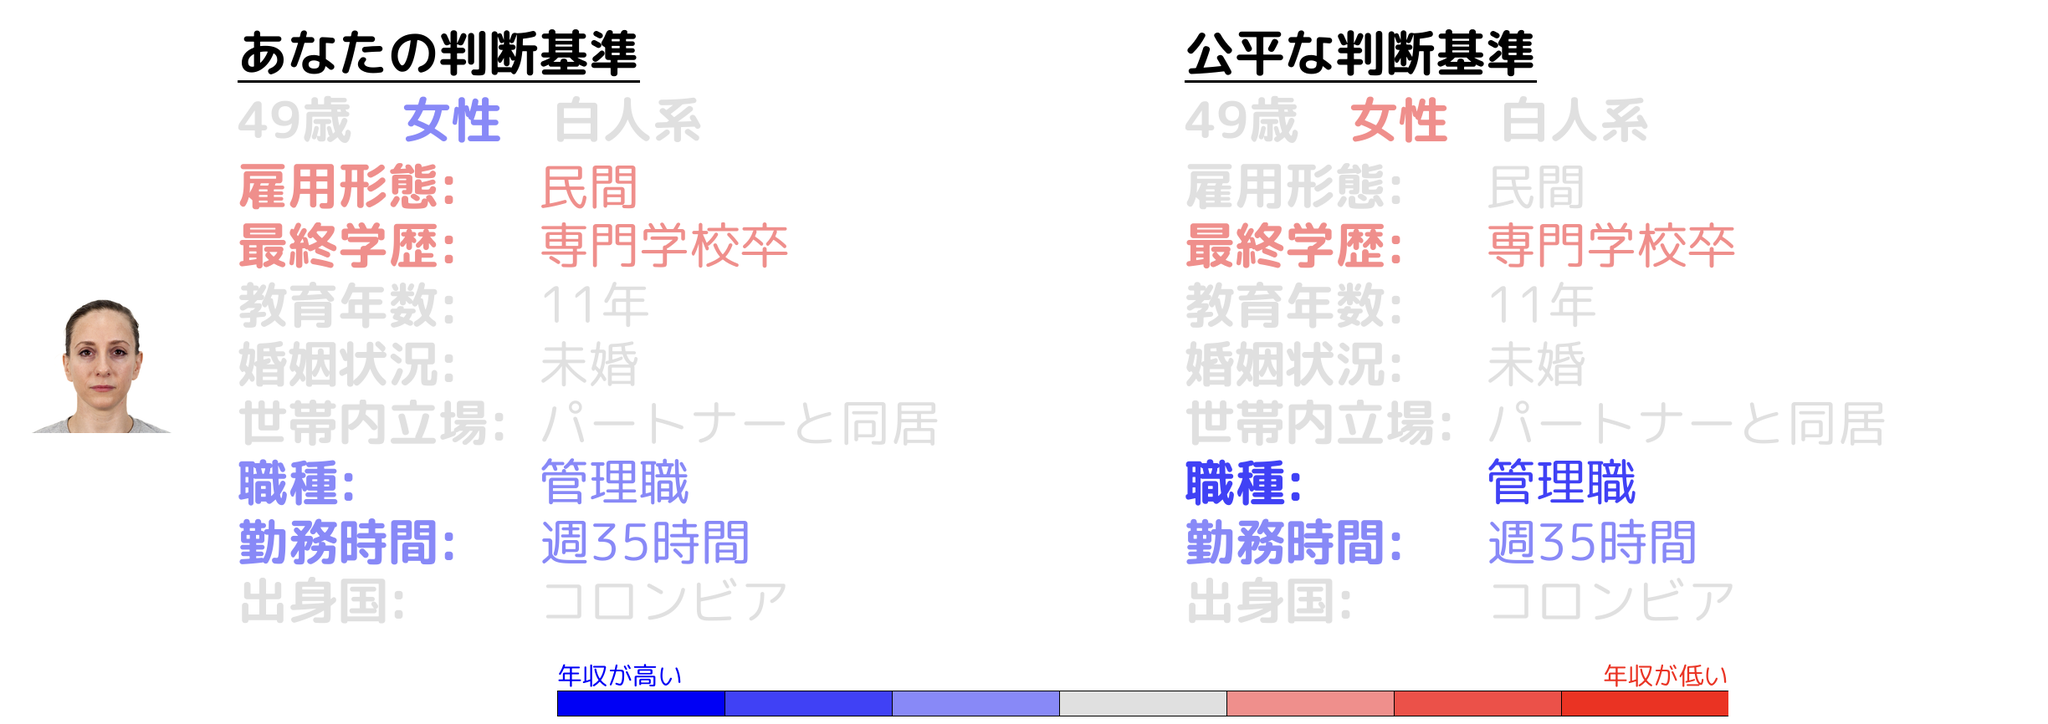 あなたの判断基準
49歳 女性 白人系
雇用形態: 民間
最終学歴: 専門学校卒
教育年数: 11年
婚姻状況: 未婚
世帯内立場: パートナーと同居
職種: 管理職
勤務時間: 週35時間
出身国: コロンビア
公平な判断基準
49歳 女性 白人系
雇用形態: 民間
最終学歴: 専門学校卒
教育年数: 11年
婚姻状況: 未婚
世帯内立場: パートナーと同居
職種: 管理職
勤務時間: 週35時間
出身国: コロンビア
年収が高い
年収が低い